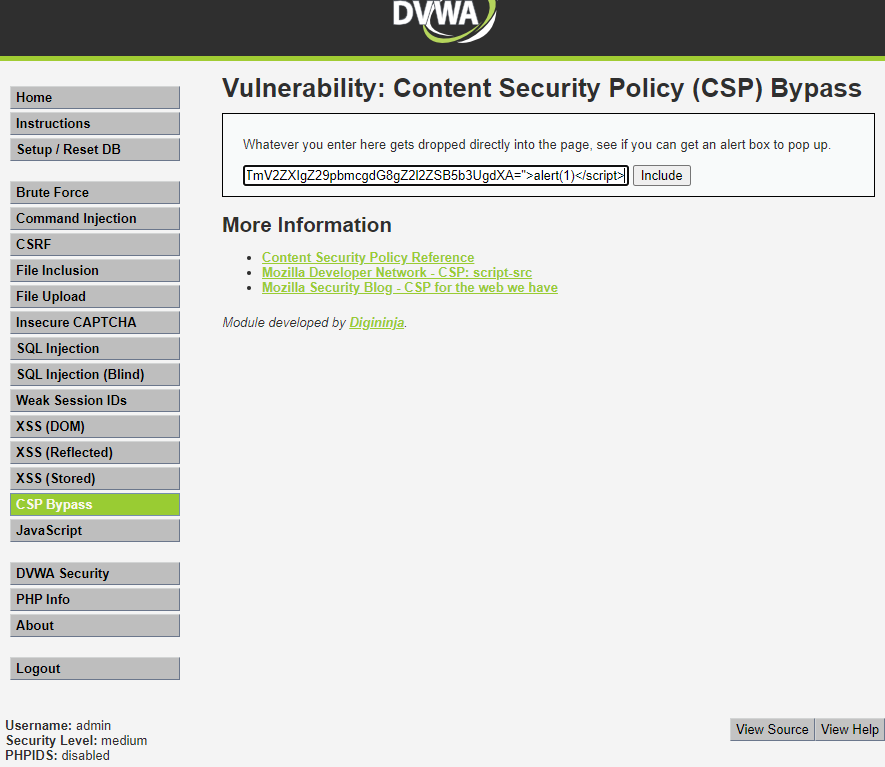 DVWA
Vulnerability: Content Security Policy (CSP) Bypass
Home
Instructions
Setup / Reset DB
Brute Force
Command Injection
CSRF
File Inclusion
File Upload
Insecure CAPTCHA
SQL Injection
SQL Injection (Blind)
Weak Session IDs
XSS (DOM)
XSS (Reflected)
XSS (Stored)
CSP Bypass
JavaScript
DVWA Security
PHP Info
About
Logout
Whatever you enter here gets dropped directly into the page, see if you can get an alert box to pop up.
TmV2ZXIgZ29pbmcgdG8gZ2l2ZSB5b3UgdXA=">alert(1)</script> Include
More Information
Content Security Policy Reference
Mozilla Developer Network - CSP: script-src
Mozilla Security Blog - CSP for the web we have
Module developed by Digininja.
Username: admin
Security Level: medium
PHPIDS: disabled
View Source View Help